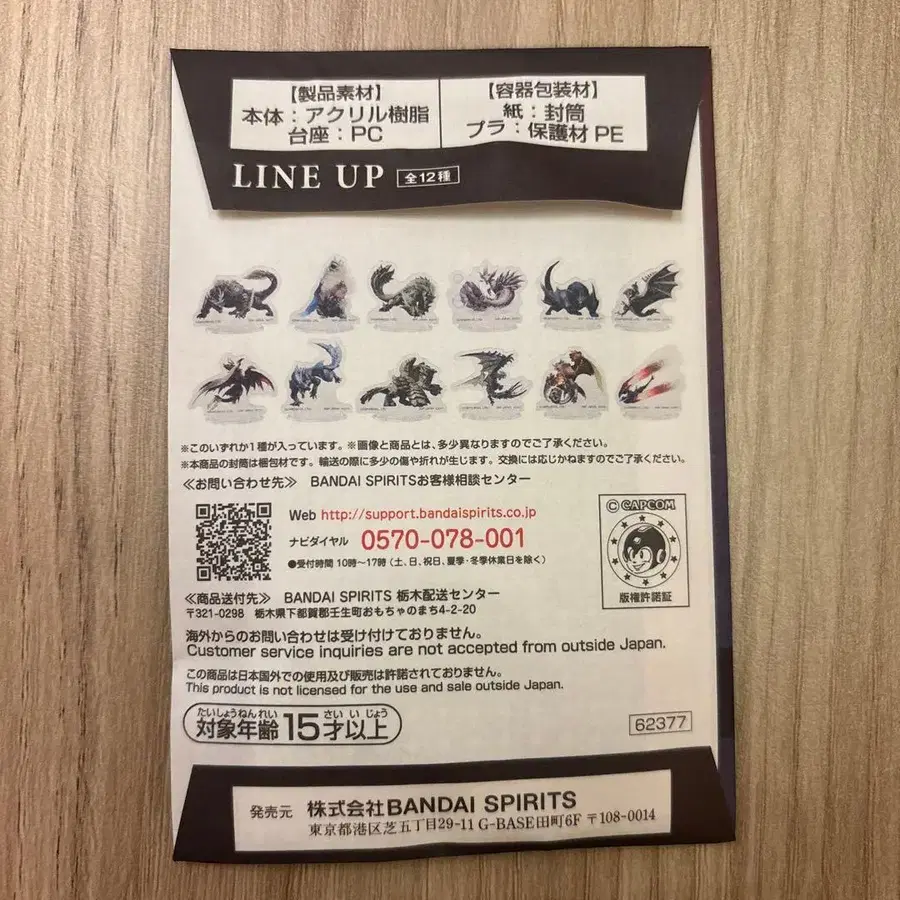 【製品素材】
本体：アクリル樹脂
台座：PC
【容器包装材】
紙：封筒
プラ：保護材 PE
LINE UP 全12種
※このいずれか1種が入っています。※画像と商品とは、多少異なりますのでご了承ください。
※本商品の封筒は梱包材です。輸送の際に多少の傷や折れが生じます。交換には応じかねますのでご了承ください。
≪お問い合わせ先≫ BANDAI SPIRITSお客様相談センター
Web http://support.bandaispirits.co.jp
ナビダイヤル 0570-078-001
●受付時間 10時〜17時（土、日、祝日、夏季・冬季休業日を除く）
© CAPCOM
版権許諾証
≪商品送付先≫ BANDAI SPIRITS 栃木配送センター
〒321-0298 栃木県下都賀郡壬生町おもちゃのまち4-2-20
海外からのお問い合わせは受け付けておりません。
Customer service inquiries are not accepted from outside Japan.
この商品は日本国外での使用及び販売は許諾されておりません。
This product is not licensed for the use and sale outside Japan.
たいしょうねんれい さい いじょう
対象年齢15才以上
62377
発売元 株式会社BANDAI SPIRITS
東京都港区芝五丁目29-11 G-BASE田町6F 〒108-0014